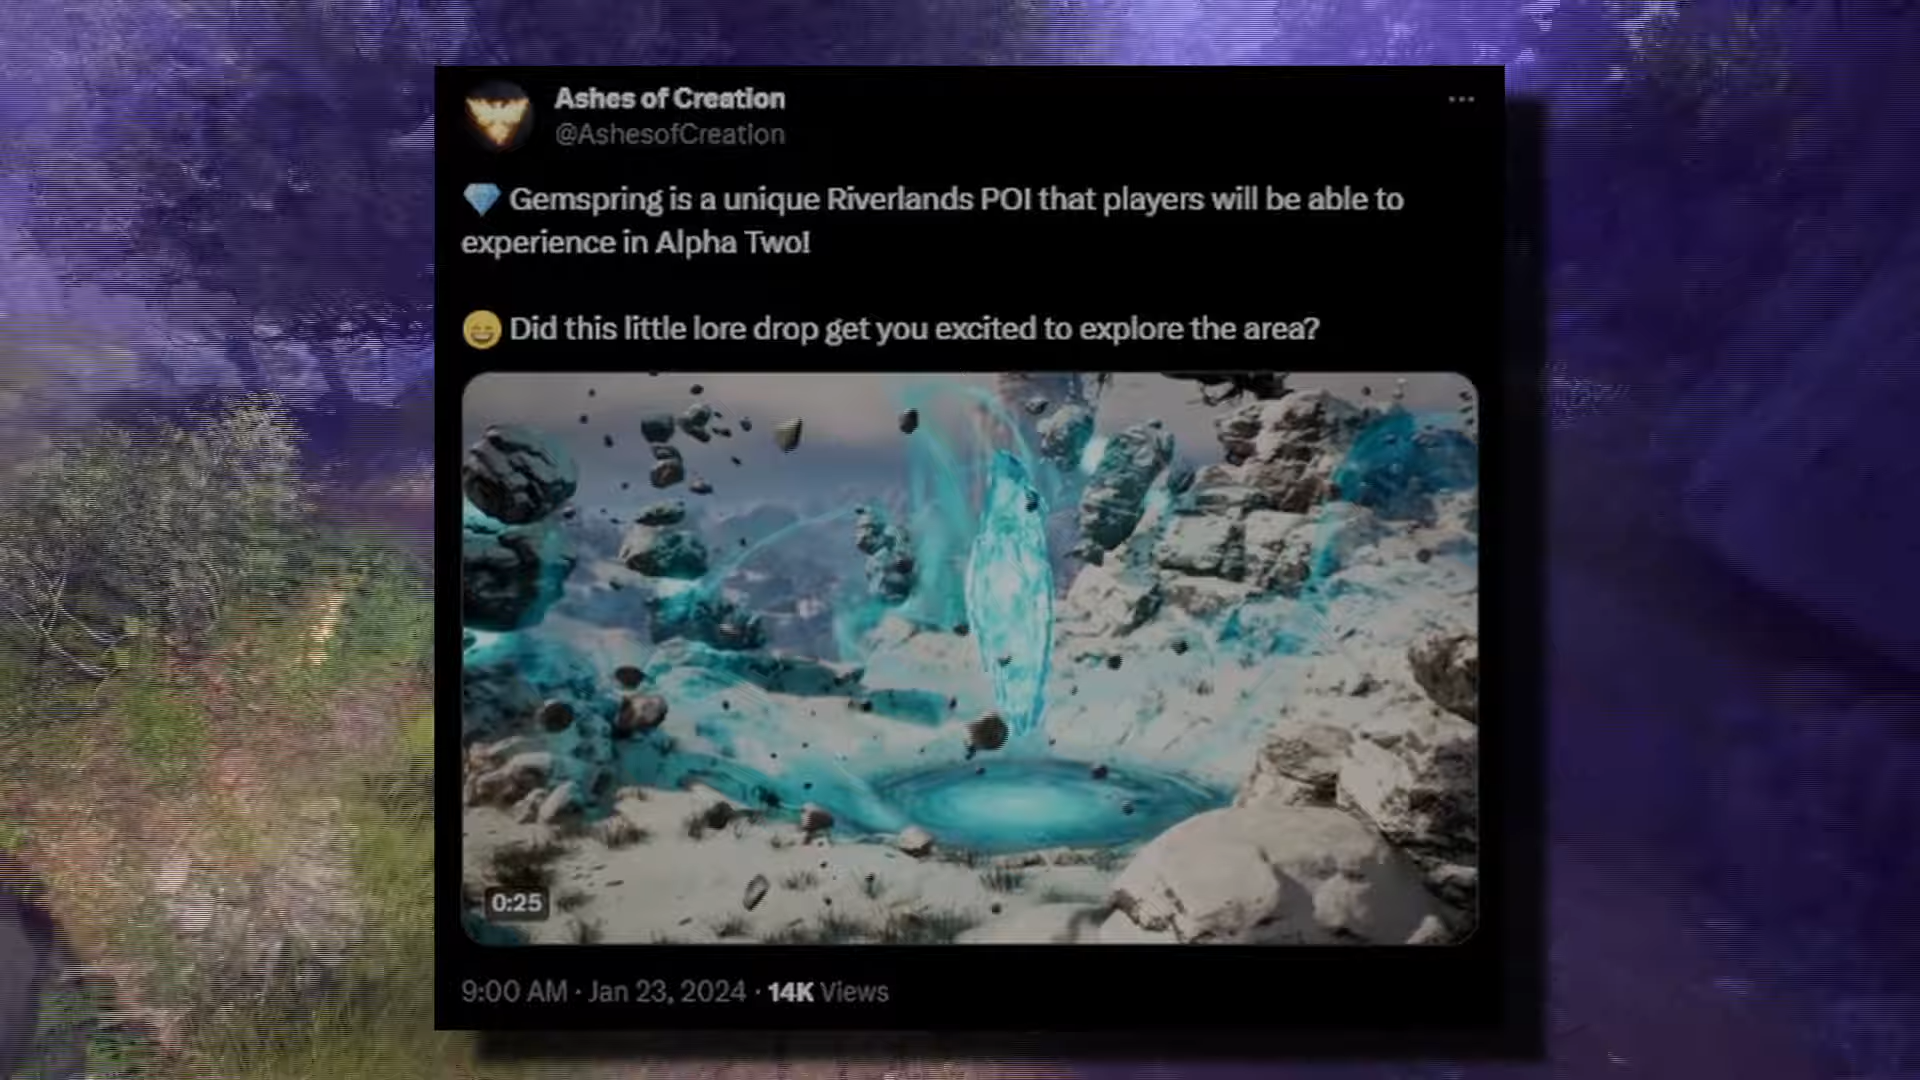 Ashes of Creation
@AshesofCreation
💎 Gemspring is a unique Riverlands POI that players will be able to
experience in Alpha Two!
😄 Did this little lore drop get you excited to explore the area?
0:25
9:00 AM · Jan 23, 2024 · 14K Views